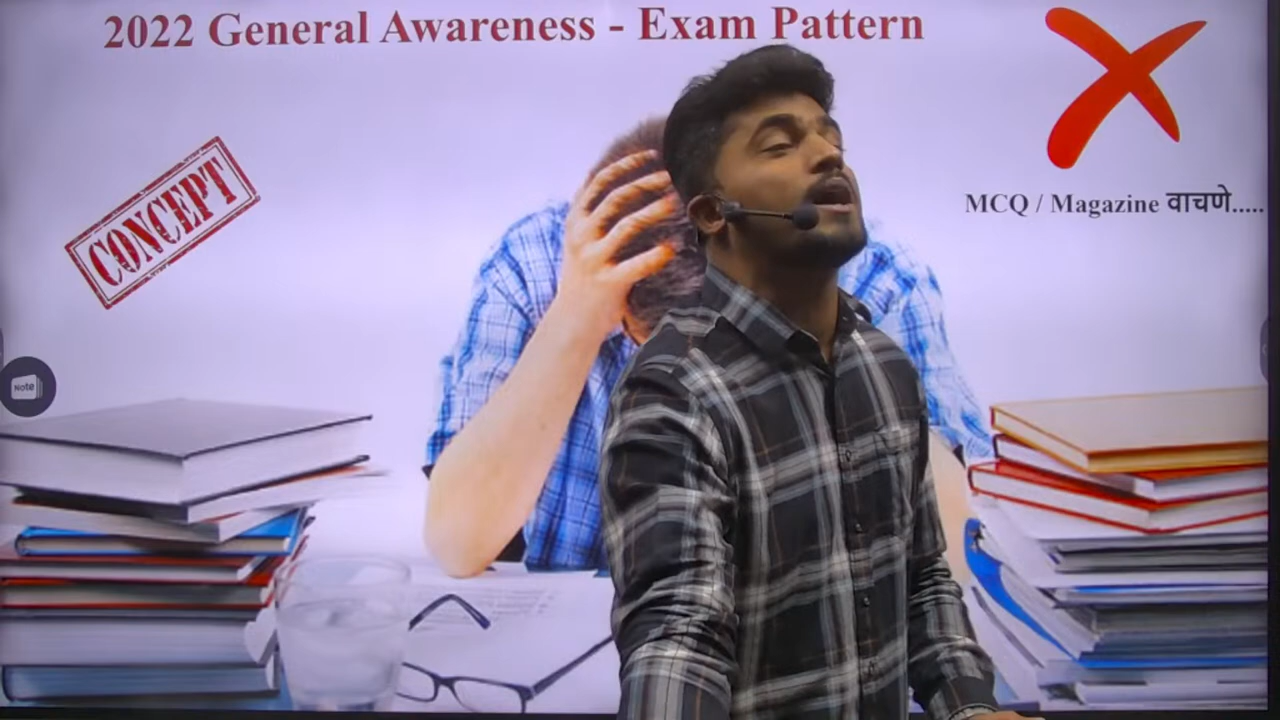 2022 General Awareness - Exam Pattern
CONCEPT
MCQ / Magazine वाचणे.....
Note